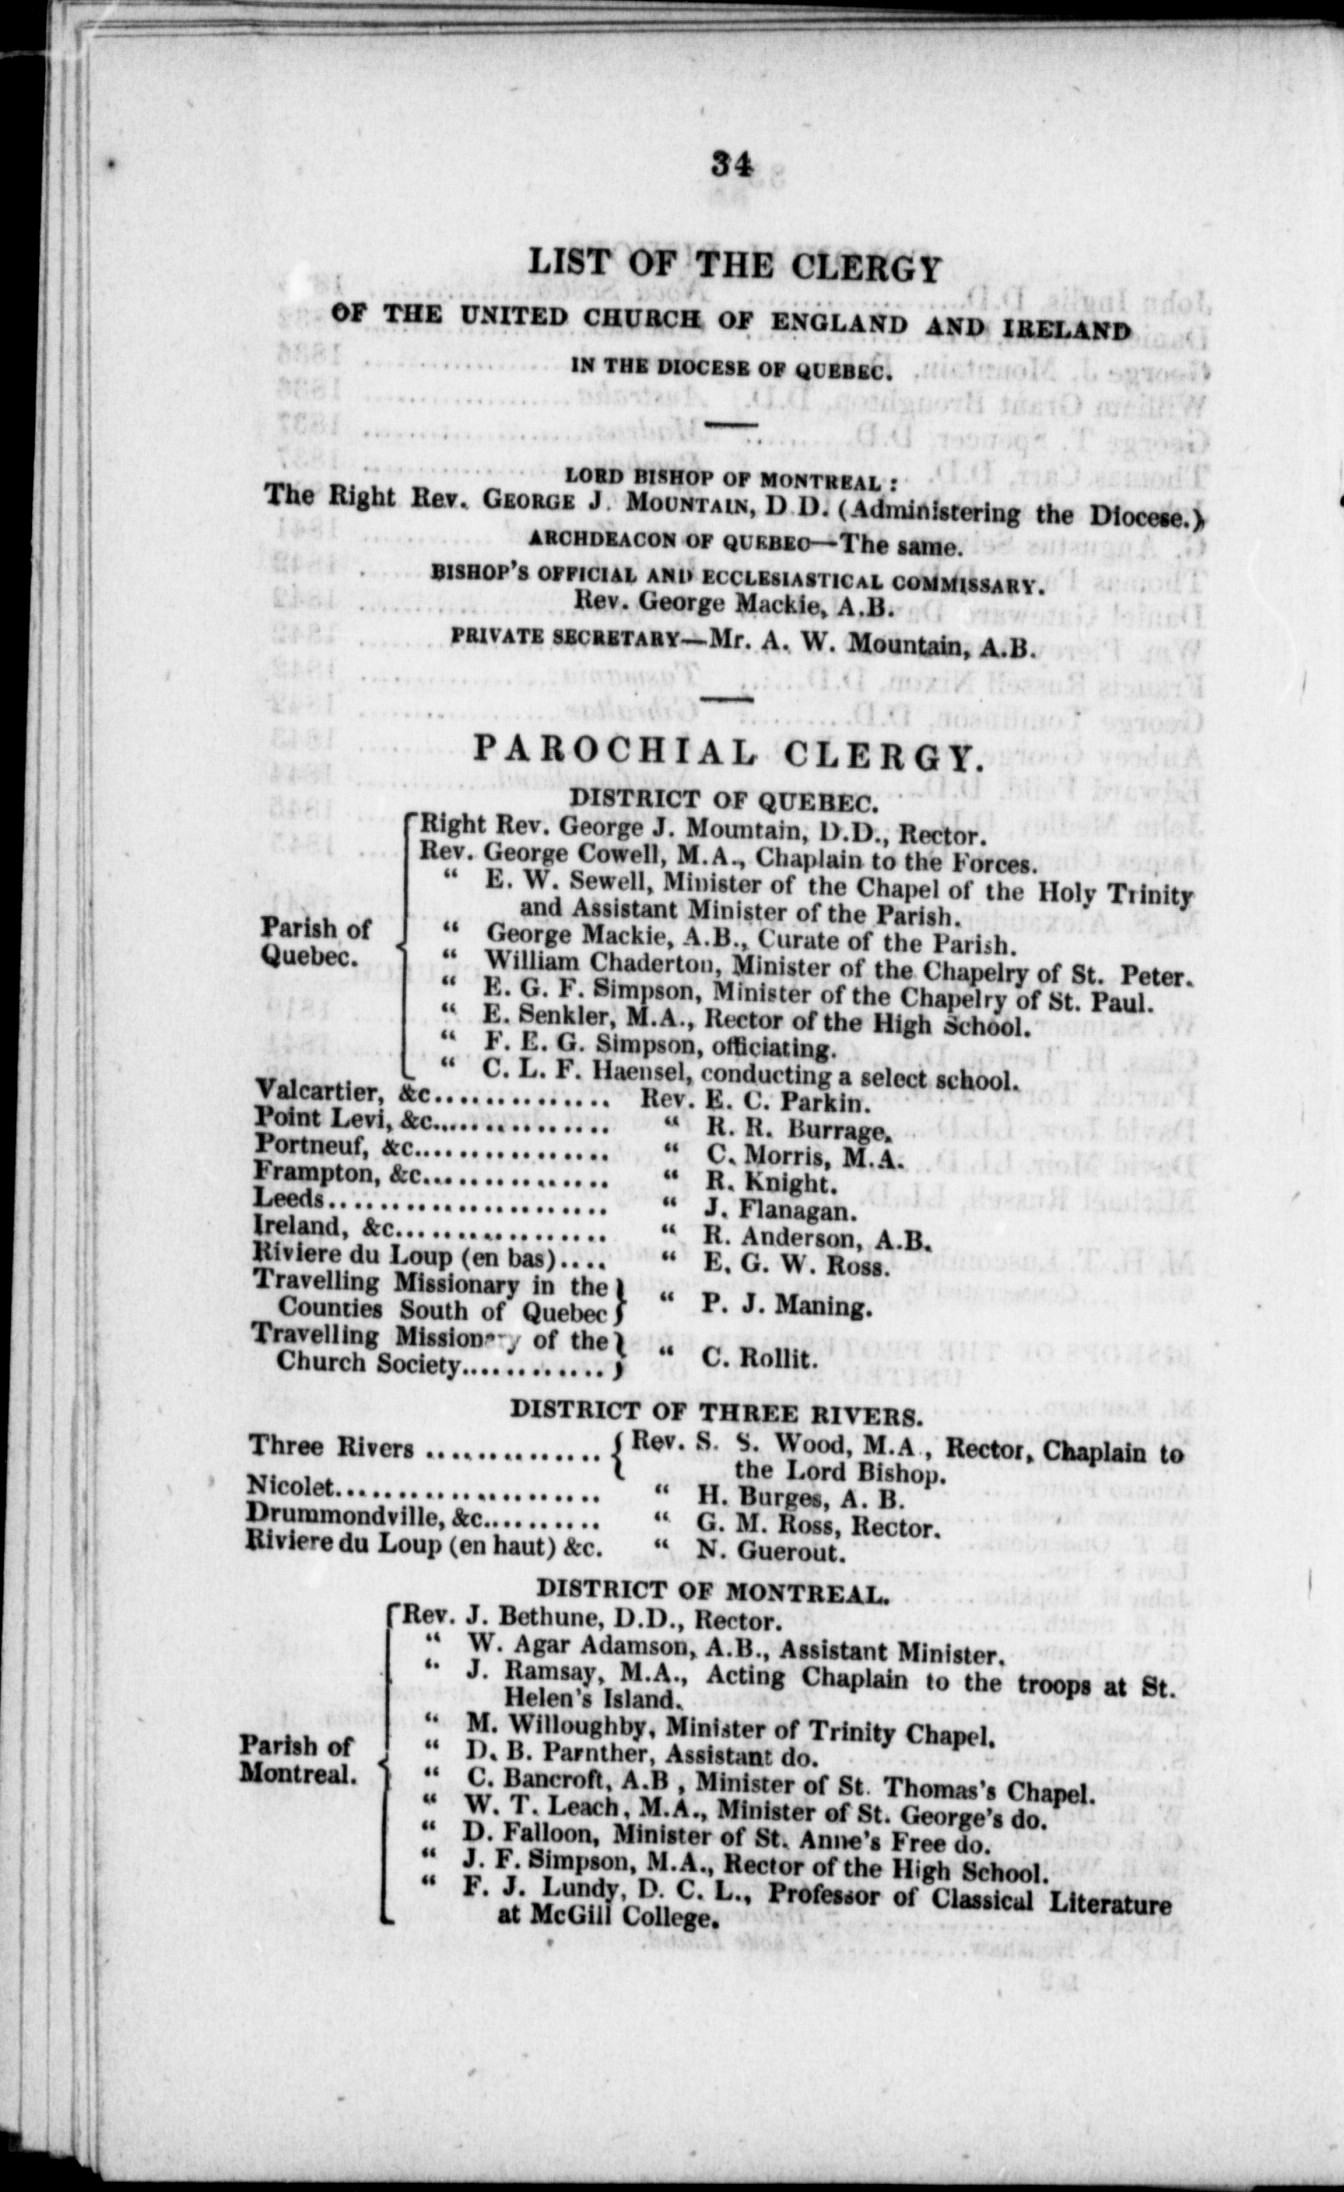 34
LIST OF THE CLERGY
OF THE UNITED CHURCH OF ENGLAND AND IRELAND
IN THE DIOCESE OF QUEBEC.
LORD BISHOP OF MONTREAL :
The Right Rev. GEORGE J. MOUNTAIN, D.D. (Administering the Diocese.)
ARCHDEACON OF QUEBEC—The same.
BISHOP'S OFFICIAL AND ECCLESIASTICAL COMMISSARY.
Rev. George Mackie, A.B.
PRIVATE SECRETARY—Mr. A. W. Mountain, A.B.
PAROCHIAL CLERGY.
DISTRICT OF QUEBEC.
Parish of Quebec.
Right Rev. George J. Mountain, D.D., Rector.
Rev. George Cowell, M.A., Chaplain to the Forces.
" E. W. Sewell, Minister of the Chapel of the Holy Trinity
and Assistant Minister of the Parish.
" George Mackie, A.B., Curate of the Parish.
" William Chaderton, Minister of the Chapelry of St. Peter.
" E. G. F. Simpson, Minister of the Chapelry of St. Paul.
" E. Senkler, M.A., Rector of the High School.
" F. E. G. Simpson, officiating.
" C. L. F. Haensel, conducting a select school.
Valcartier, &c............... Rev. E. C. Parkin.
Point Levi, &c................ " R. R. Burrage.
Portneuf, &c................. " C. Morris, M.A.
Frampton, &c................ " R. Knight.
Leeds....................... " J. Flanagan.
Ireland, &c.................. " R. Anderson, A.B.
Riviere du Loup (en bas).... " E. G. W. Ross.
Travelling Missionary in the
Counties South of Quebec } " P. J. Maning.
Travelling Missionary of the
Church Society............. } " C. Rollit.
DISTRICT OF THREE RIVERS.
Three Rivers .............. { Rev. S. S. Wood, M.A., Rector, Chaplain to
the Lord Bishop.
Nicolet...................... " H. Burges, A. B.
Drummondville, &c.......... " G. M. Ross, Rector.
Riviere du Loup (en haut) &c. " N. Guerout.
DISTRICT OF MONTREAL.
Parish of Montreal.
Rev. J. Bethune, D.D., Rector.
" W. Agar Adamson, A.B., Assistant Minister.
" J. Ramsay, M.A., Acting Chaplain to the troops at St.
Helen's Island.
" M. Willoughby, Minister of Trinity Chapel.
" D. B. Parnther, Assistant do.
" C. Bancroft, A.B , Minister of St. Thomas's Chapel.
" W. T. Leach, M.A., Minister of St. George's do.
" D. Falloon, Minister of St. Anne's Free do.
" J. F. Simpson, M.A., Rector of the High School.
" F. J. Lundy, D. C. L., Professor of Classical Literature
at McGill College.